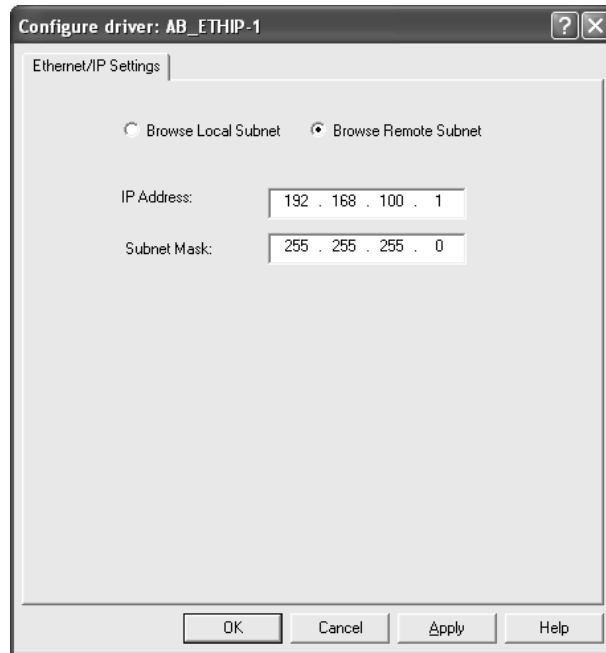 Configure driver: AB_ETHIP-1
Ethernet/IP Settings
Browse Local Subnet Browse Remote Subnet
IP Address: 192 . 168 . 100 . 1
Subnet Mask: 255 . 255 . 255 . 0
OK Cancel Apply Help